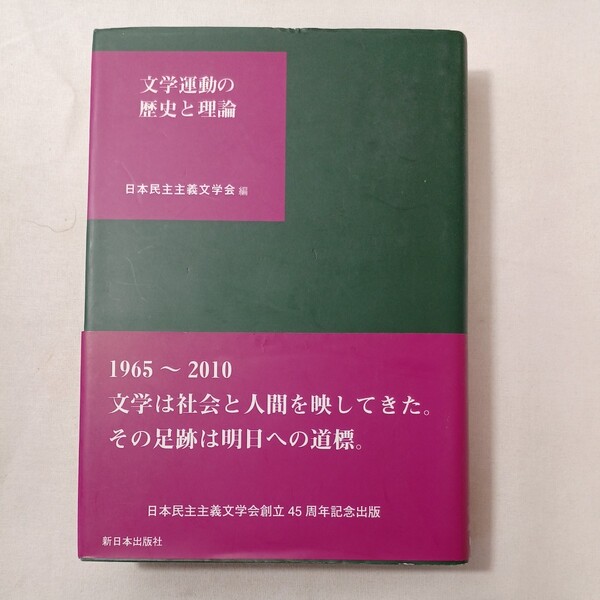 文学運動の
歴史と理論
日本民主主義文学会 編
1965 ～ 2010
文学は社会と人間を映してきた。
その足跡は明日への道標。
日本民主主義文学会創立 45 周年記念出版
新日本出版社